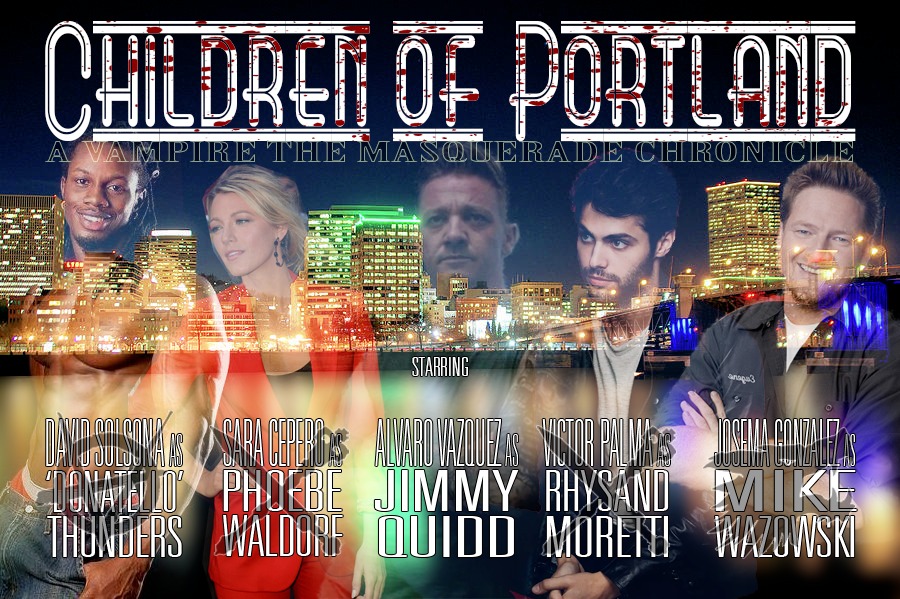 CHILDREN OF PORTLAND
A VAMPIRE THE MASQUERADE CHRONICLE
STARRING
DAVID SOLSONA AS
'DONATELLO'
THUNDERS
SARA CEPERO AS
PHOEBE
WALDORF
ALVARO VAZQUEZ AS
JIMMY
QUIDD
VICTOR PALMA AS
RHYSAND
MORETTI
JOSEMA GONZALEZ AS
MIKE
WAZOWSKI